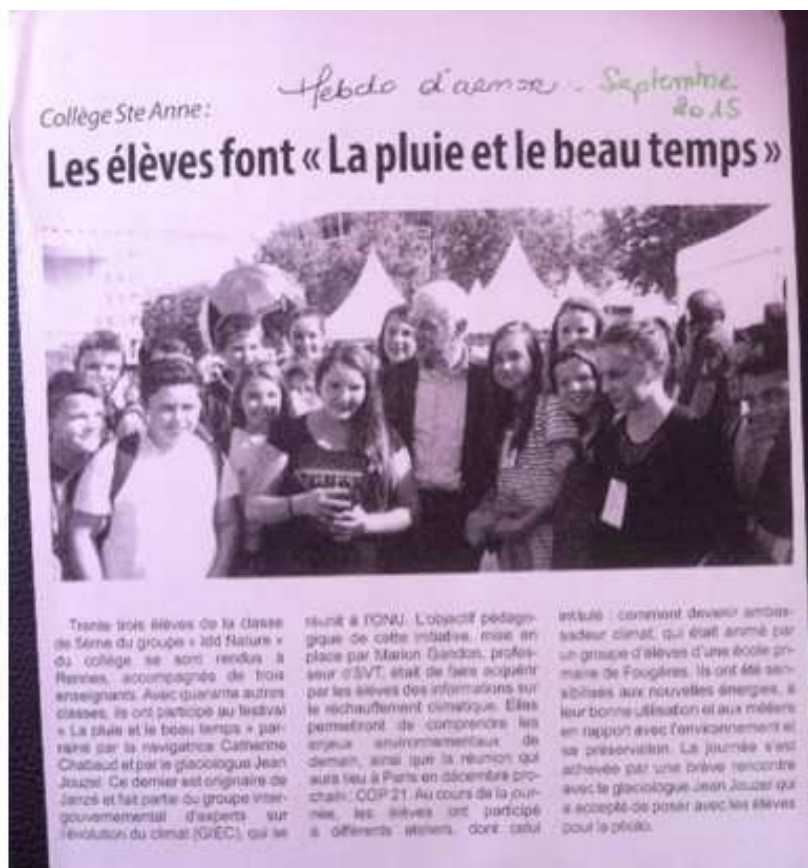 Hebdo d'armor - Septembre
2015
Collège Ste Anne :
Les élèves font « La pluie et le beau temps »
Trente trois élèves de la classe
de 5ème du groupe « Idd Nature »
du collège se sont rendus à
Rennes, accompagnés de trois
enseignants. Avec quarante autres
classes, ils ont participé au festival
« La pluie et le beau temps » par-
rainé par la navigatrice Catherine
Chabaud et par le glaciologue Jean
Jouzel. Ce dernier est originaire de
Janzé et fait partie du groupe inter-
gouvernemental d'experts sur
l'évolution du climat (GIEC), qui se
réunit à l'ONU. L'objectif pédago-
gique de cette initiative, mise en
place par Marion Gandon, profes-
seur d'SVT, était de faire acquérir
par les élèves des informations sur
le réchauffement climatique. Elles
permettront de comprendre les
enjeux environnementaux de
demain, ainsi que la réunion qui
aura lieu à Paris en décembre pro-
chain : COP 21. Au cours de la jour-
née, les élèves ont participé
à différents ateliers, dont celui
intitulé : comment devenir ambas-
sadeur climat, qui était animé par
un groupe d'élèves d'une école pri-
maire de Fougères. Ils ont été sen-
sibilisés aux nouvelles énergies, à
leur bonne utilisation et aux métiers
en rapport avec l'environnement et
sa préservation. La journée s'est
achevée par une brève rencontre
avec le glaciologue Jean Jouzel qui
a accepté de poser avec les élèves
pour la photo.